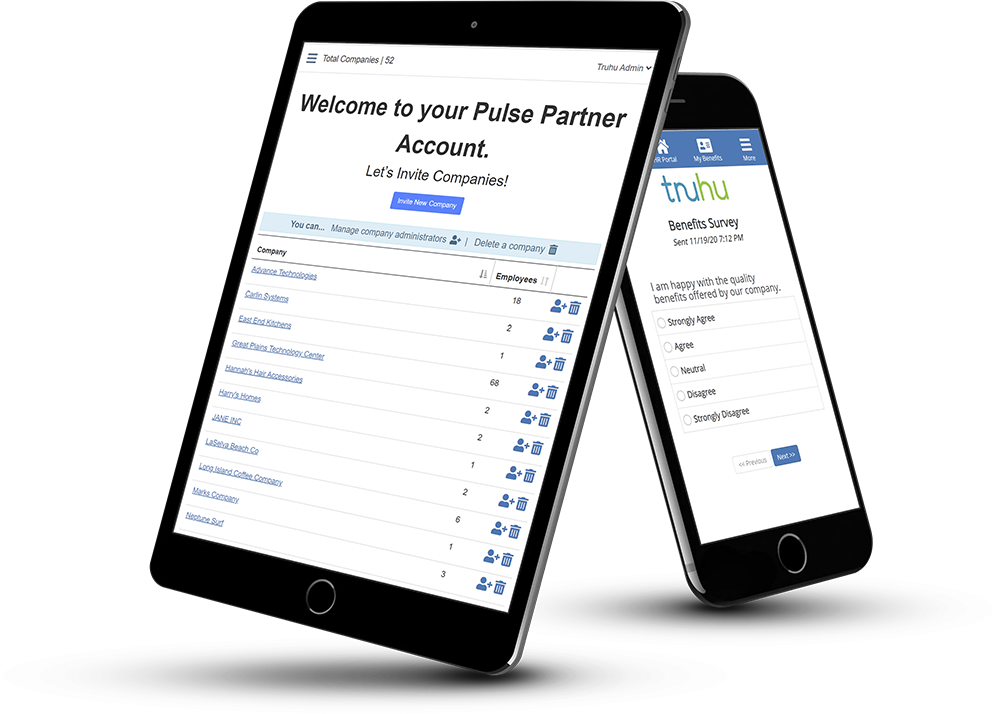 Total Companies | 52
Truhu Admin
Welcome to your Pulse Partner
Account.
Let's Invite Companies!
Invite New Company
You can... Manage company administrators | Delete a company
Company Employees
Advance Technologies 18
Carlin Systems 2
East End Kitchens 1
Great Plains Technology Center 68
Hannah's Hair Accessories 2
Harry's Homes 2
JANE INC 1
LaSelva Beach Co 2
Long Island Coffee Company 6
Marks Company 1
Neptune Surf 3
HR Portal My Benefits More
truhu
Benefits Survey
Sent 11/19/20 7:12 PM
I am happy with the quality
benefits offered by our company.
Strongly Agree
Agree
Neutral
Disagree
Strongly Disagree
<< Previous Next >>